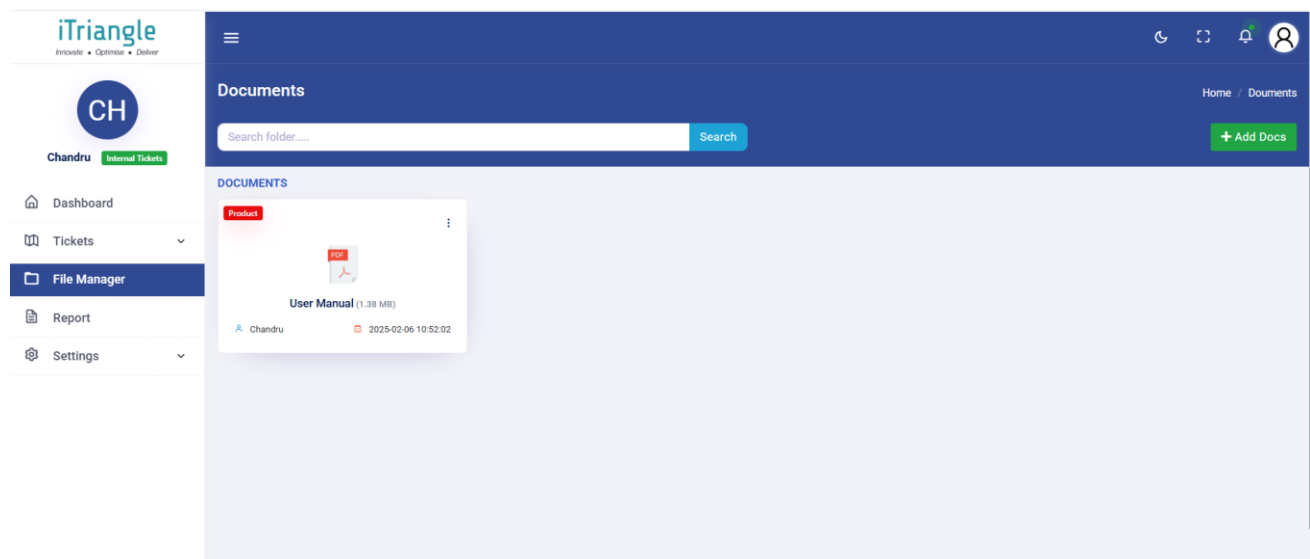 iTriangle
Innovate • Optimise • Deliver
CH
Chandru Internal Tickets
Dashboard
Tickets
File Manager
Report
Settings
Documents
Home / Douments
Search folder.....
Search
+ Add Docs
DOCUMENTS
Product
PDF
User Manual (1.38 MB)
Chandru 2025-02-06 10:52:02